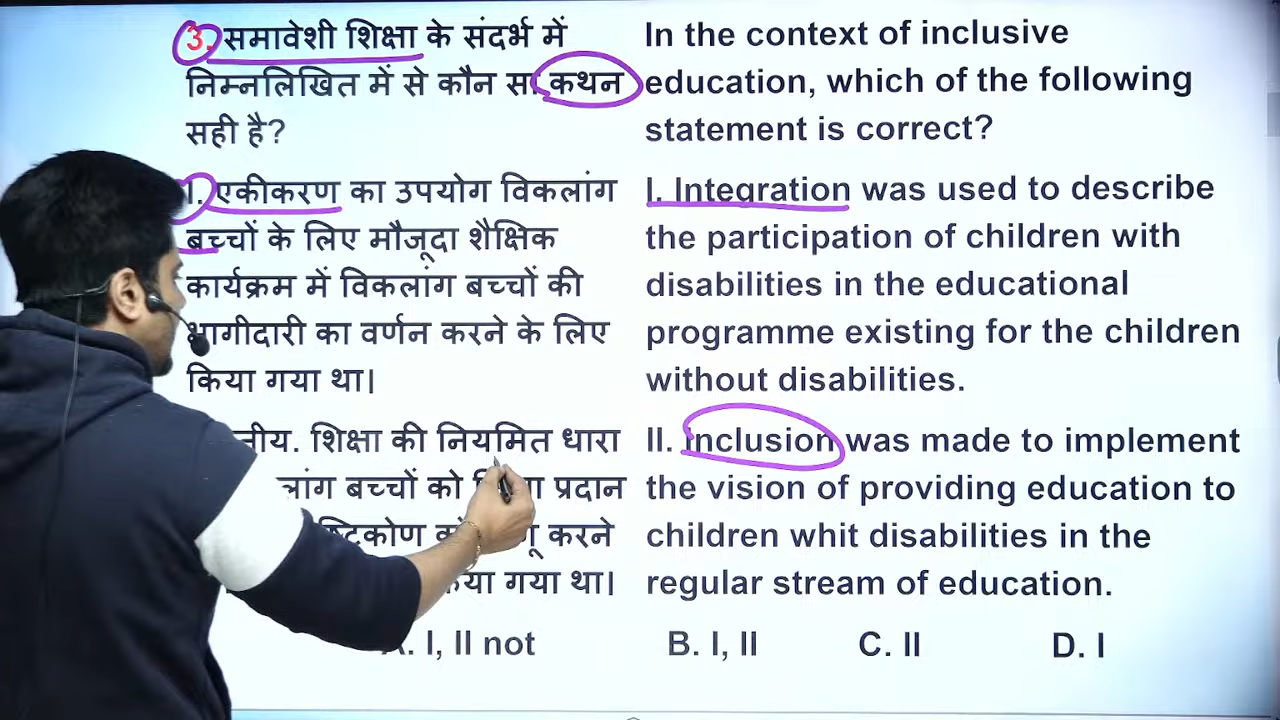 3. समावेशी शिक्षा के संदर्भ में
निम्नलिखित में से कौन सा कथन
सही है?
I. एकीकरण का उपयोग विकलांग
बच्चों के लिए मौजूदा शैक्षिक
कार्यक्रम में विकलांग बच्चों की
भागीदारी का वर्णन करने के लिए
किया गया था।
शिक्षा की नियमित धारा
बच्चों को प्रदान
करने
गया था।
In the context of inclusive
education, which of the following
statement is correct?
I. Integration was used to describe
the participation of children with
disabilities in the educational
programme existing for the children
without disabilities.
II. Inclusion was made to implement
the vision of providing education to
children whit disabilities in the
regular stream of education.
A. I, II not B. I, II C. II D. I